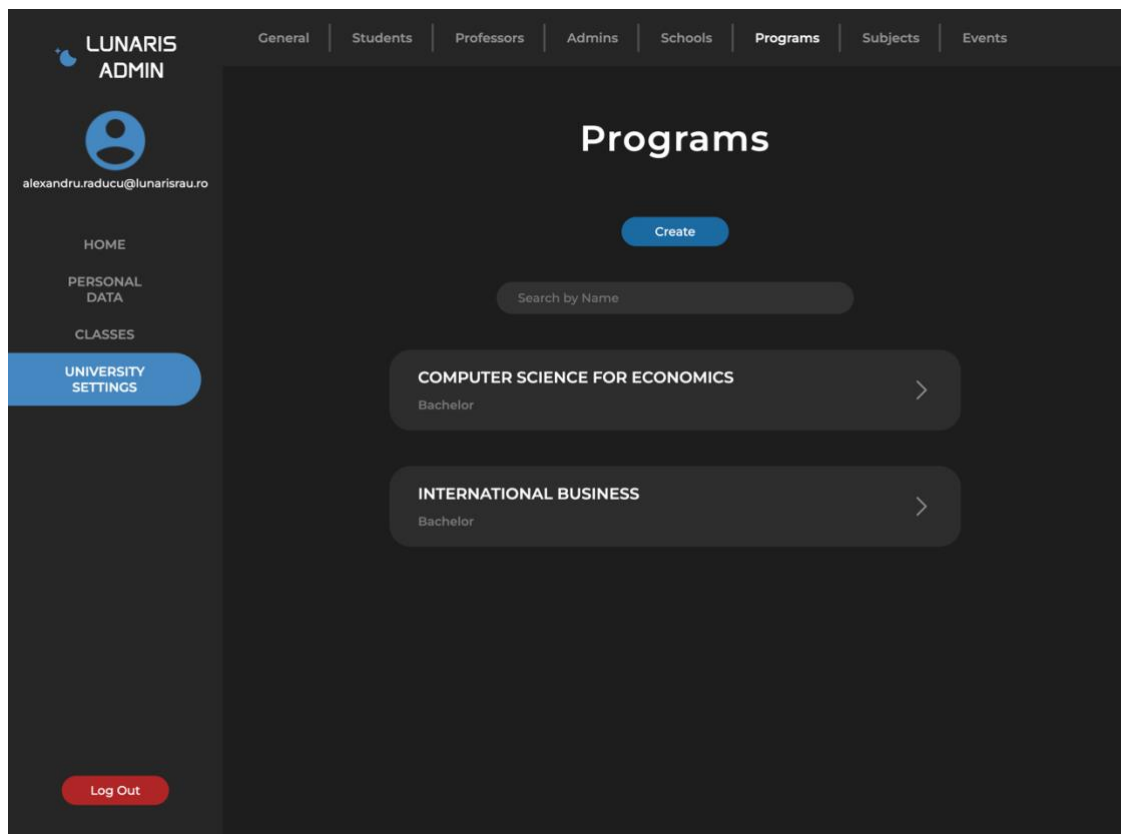 LUNARIS
ADMIN
alexandru.raducu@lunarisrau.ro
HOME
PERSONAL
DATA
CLASSES
UNIVERSITY
SETTINGS
Log Out
General Students Professors Admins Schools Programs Subjects Events
Programs
Create
Search by Name
COMPUTER SCIENCE FOR ECONOMICS
Bachelor
INTERNATIONAL BUSINESS
Bachelor